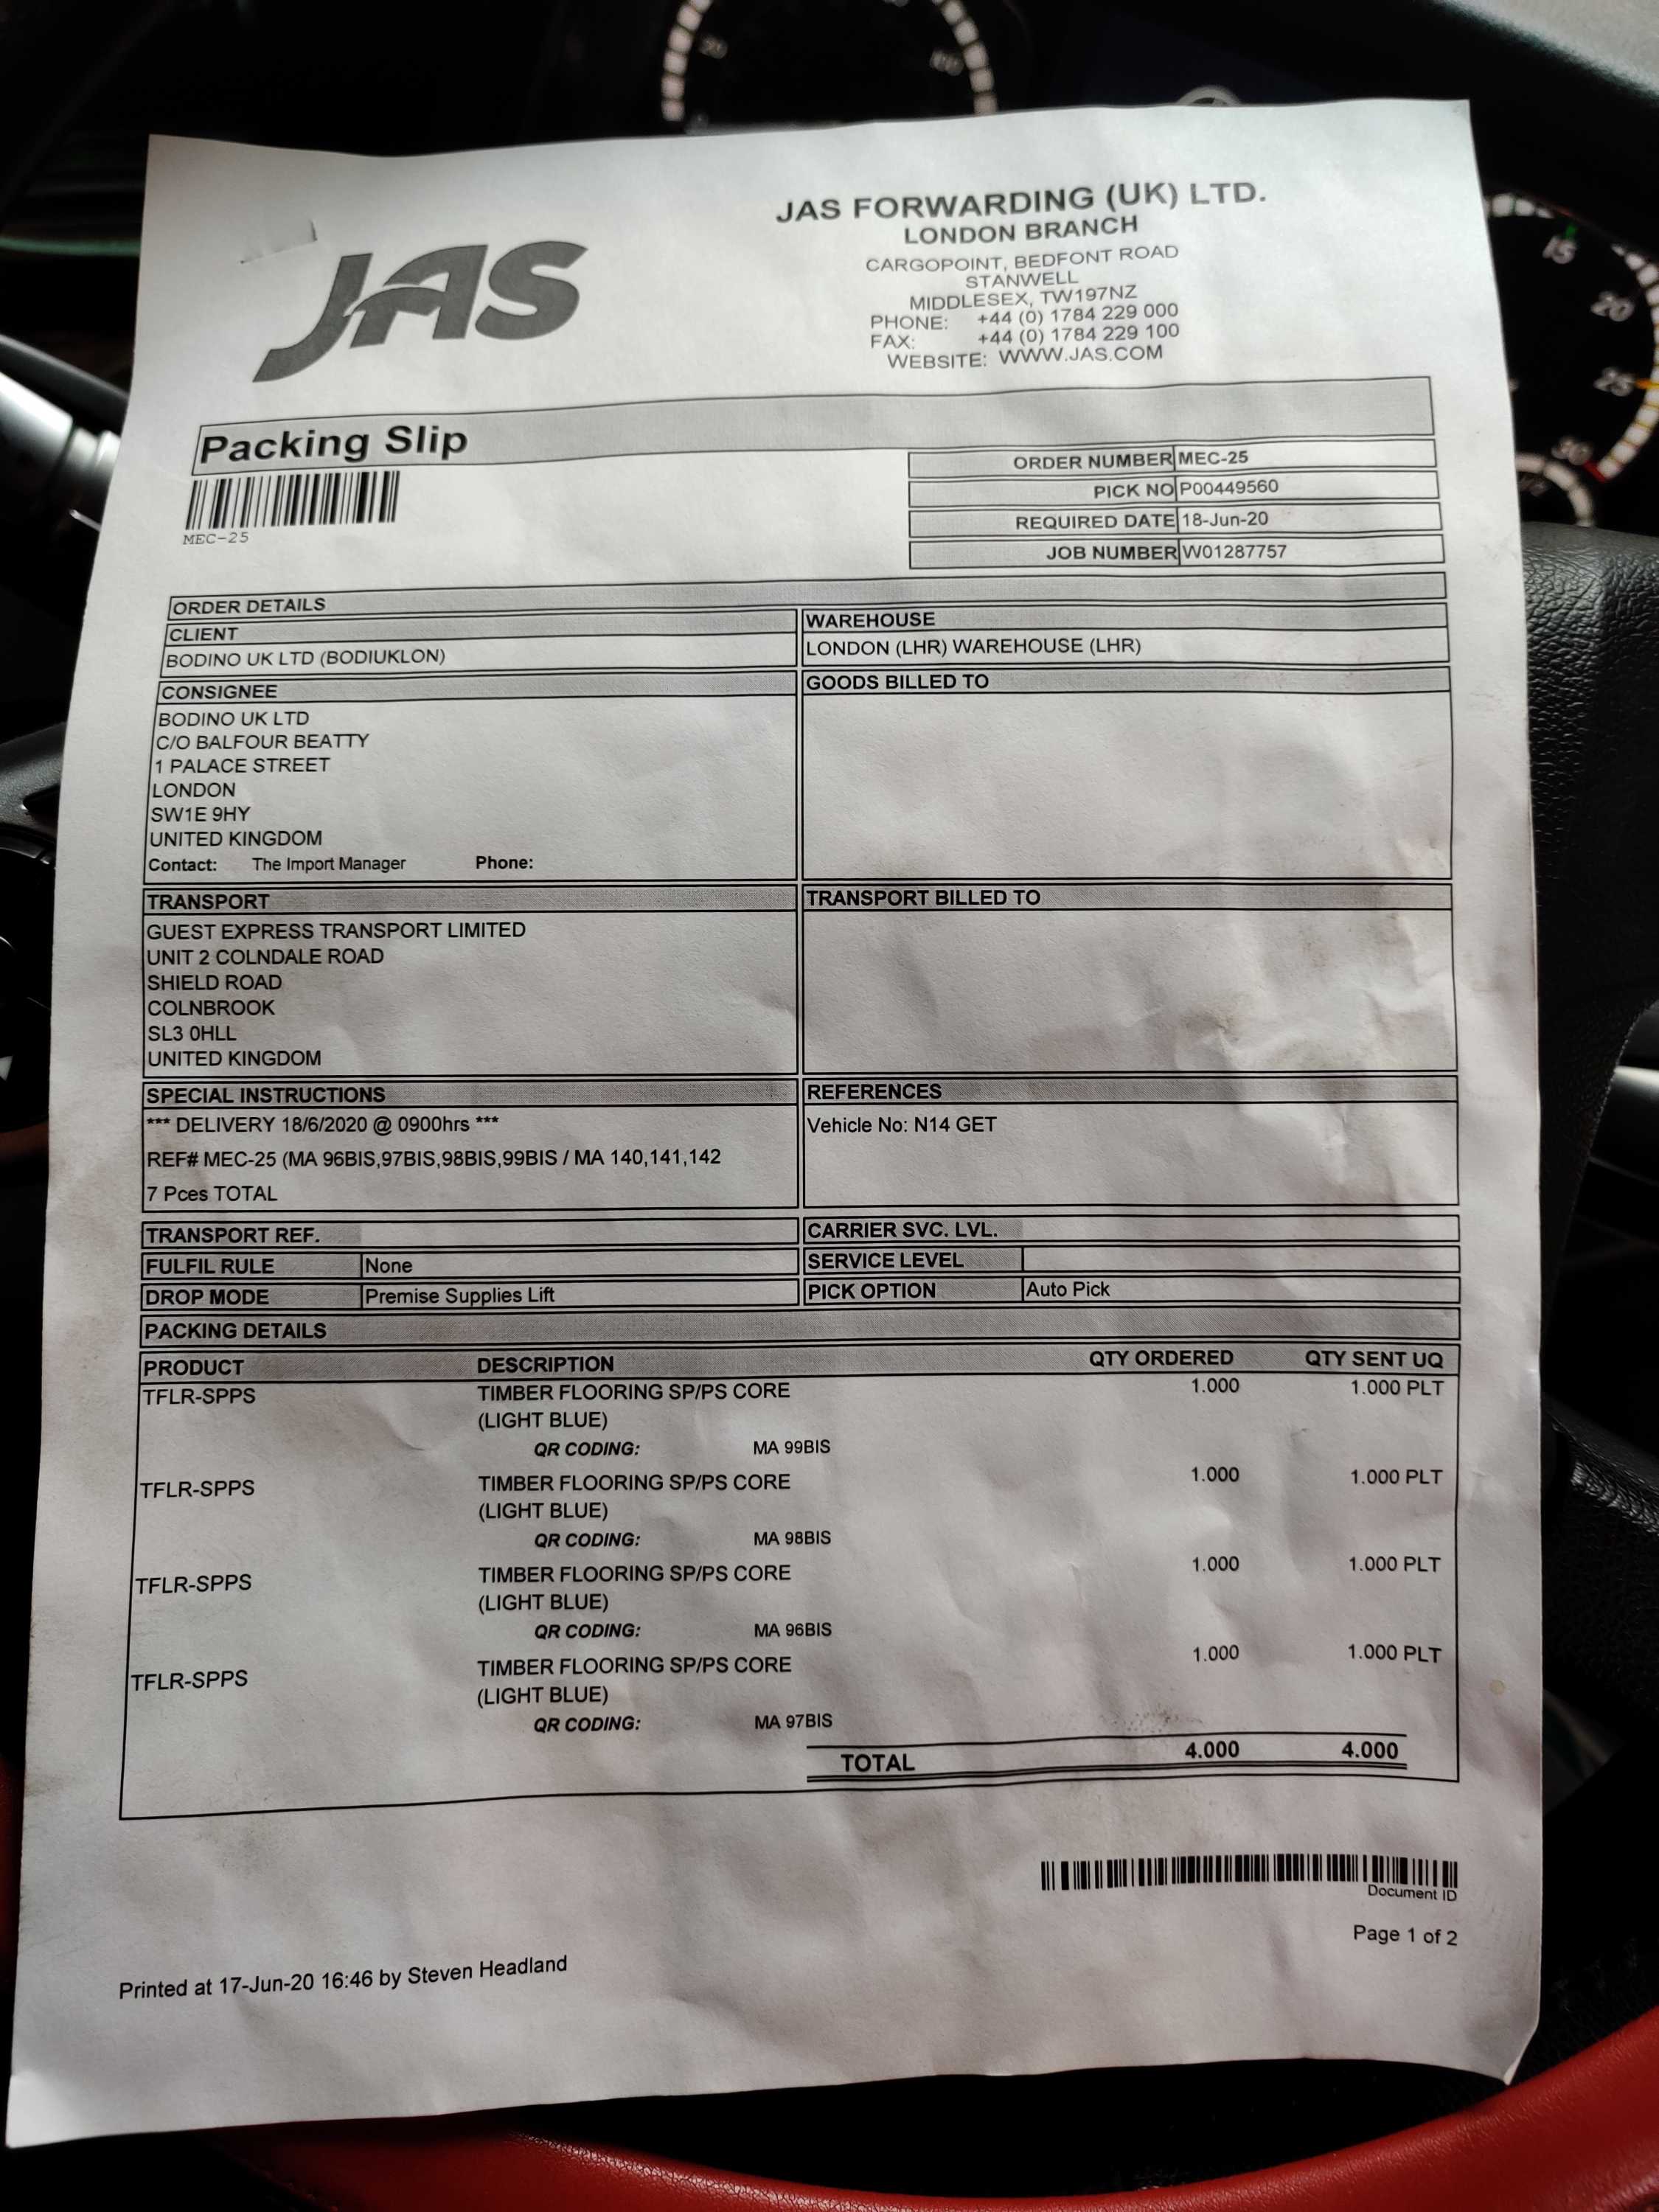 JAS
JAS FORWARDING (UK) LTD.
LONDON BRANCH
CARGOPOINT, BEDFONT ROAD
STANWELL
MIDDLESEX, TW197NZ
PHONE: +44 (0) 1784 229 000
FAX: +44 (0) 1784 229 100
WEBSITE: WWW.JAS.COM
Packing Slip
MEC-25
ORDER NUMBER MEC-25
PICK NO P00449560
REQUIRED DATE 18-Jun-20
JOB NUMBER W01287757
ORDER DETAILS
CLIENT
BODINO UK LTD (BODIUKLON)
WAREHOUSE
LONDON (LHR) WAREHOUSE (LHR)
CONSIGNEE
BODINO UK LTD
C/O BALFOUR BEATTY
1 PALACE STREET
LONDON
SW1E 9HY
UNITED KINGDOM
Contact: The Import Manager Phone:
GOODS BILLED TO
TRANSPORT
GUEST EXPRESS TRANSPORT LIMITED
UNIT 2 COLNDALE ROAD
SHIELD ROAD
COLNBROOK
SL3 0HLL
UNITED KINGDOM
TRANSPORT BILLED TO
SPECIAL INSTRUCTIONS
*** DELIVERY 18/6/2020 @ 0900hrs ***
REF# MEC-25 (MA 96BIS,97BIS,98BIS,99BIS / MA 140,141,142
7 Pces TOTAL
REFERENCES
Vehicle No: N14 GET
TRANSPORT REF.
CARRIER SVC. LVL.
FULFIL RULE None
SERVICE LEVEL
DROP MODE Premise Supplies Lift
PICK OPTION Auto Pick
PACKING DETAILS
PRODUCT DESCRIPTION QTY ORDERED QTY SENT UQ
TFLR-SPPS TIMBER FLOORING SP/PS CORE 1.000 1.000 PLT
(LIGHT BLUE)
QR CODING: MA 99BIS
TFLR-SPPS TIMBER FLOORING SP/PS CORE 1.000 1.000 PLT
(LIGHT BLUE)
QR CODING: MA 98BIS
TFLR-SPPS TIMBER FLOORING SP/PS CORE 1.000 1.000 PLT
(LIGHT BLUE)
QR CODING: MA 96BIS
TFLR-SPPS TIMBER FLOORING SP/PS CORE 1.000 1.000 PLT
(LIGHT BLUE)
QR CODING: MA 97BIS
TOTAL 4.000 4.000
Document ID
Page 1 of 2
Printed at 17-Jun-20 16:46 by Steven Headland
15
20
25
30